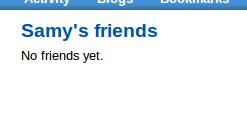 Activity Blogs Bookmarks
Samy's friends
No friends yet.